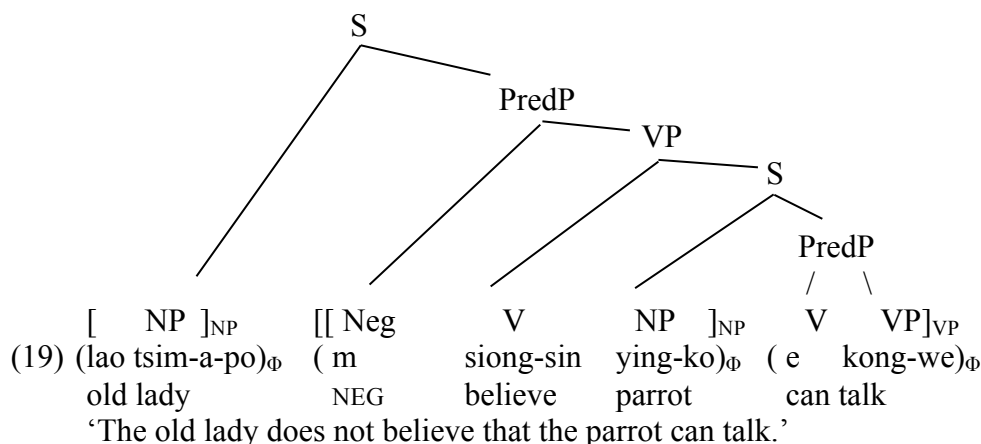 S
PredP
VP
S
PredP
[ NP ]NP [[ Neg V NP ]NP V VP]VP
(19) (lao tsim-a-po)Φ ( m siong-sin ying-ko)Φ ( e kong-we)Φ
old lady NEG believe parrot can talk
‘The old lady does not believe that the parrot can talk.’